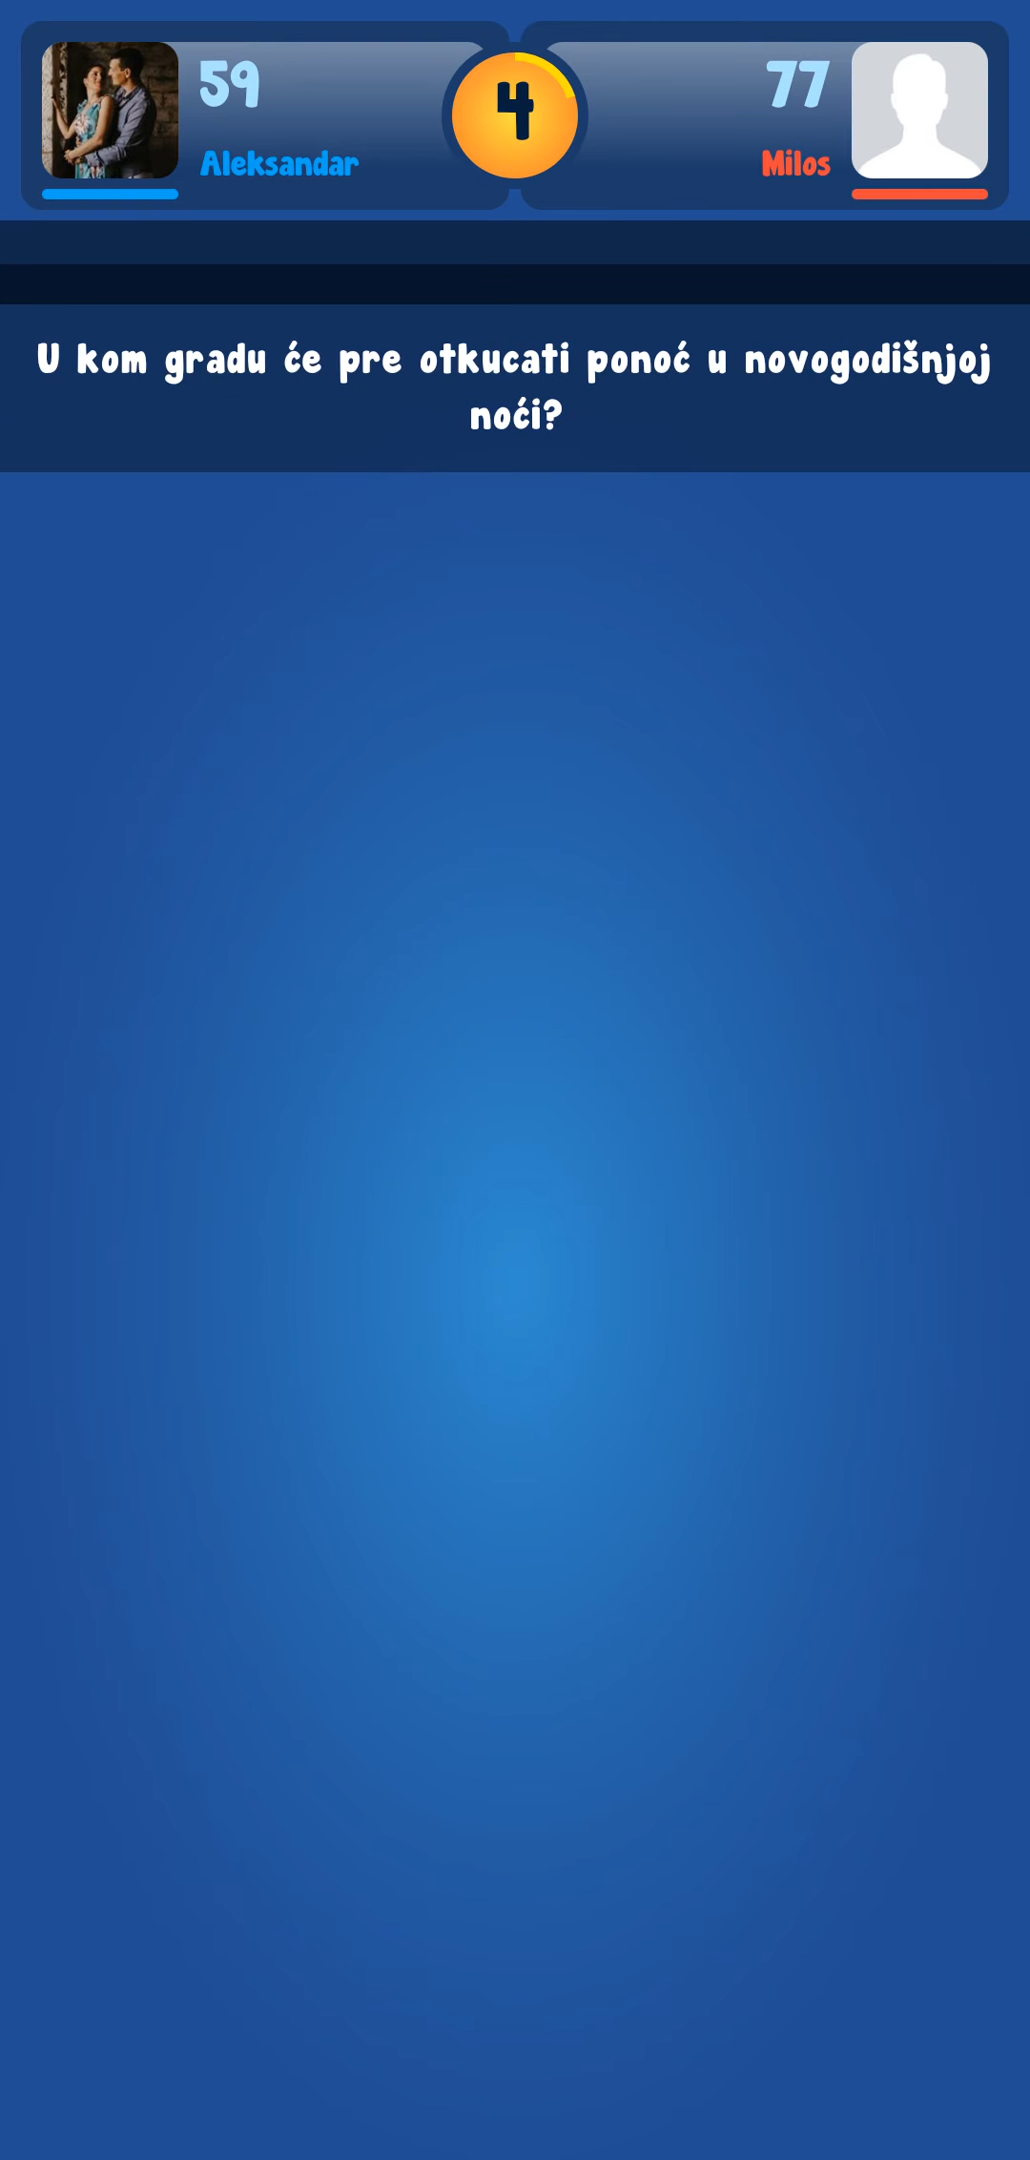 59
Aleksandar
4
77
Milos
U kom gradu će pre otkucati ponoć u novogodišnjoj
noći?